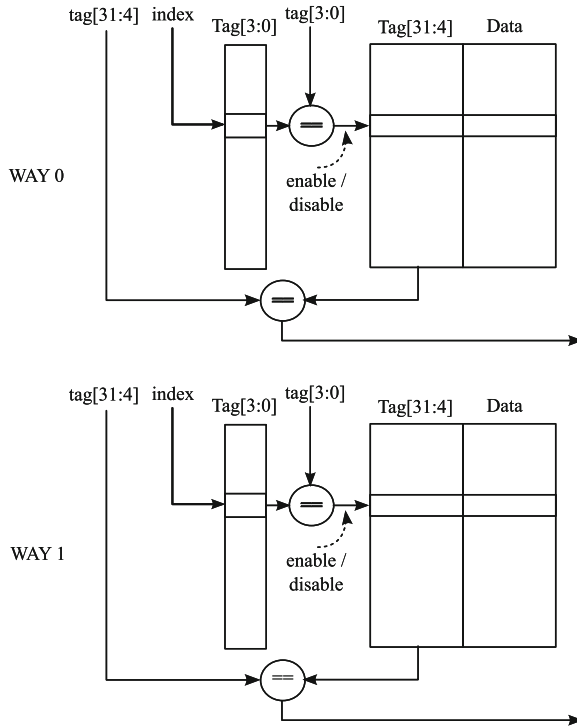 tag[31:4] index Tag[3:0] tag[3:0] Tag[31:4] Data
==
WAY 0
enable /
disable
==
tag[31:4] index Tag[3:0] tag[3:0] Tag[31:4] Data
==
WAY 1
enable /
disable
==